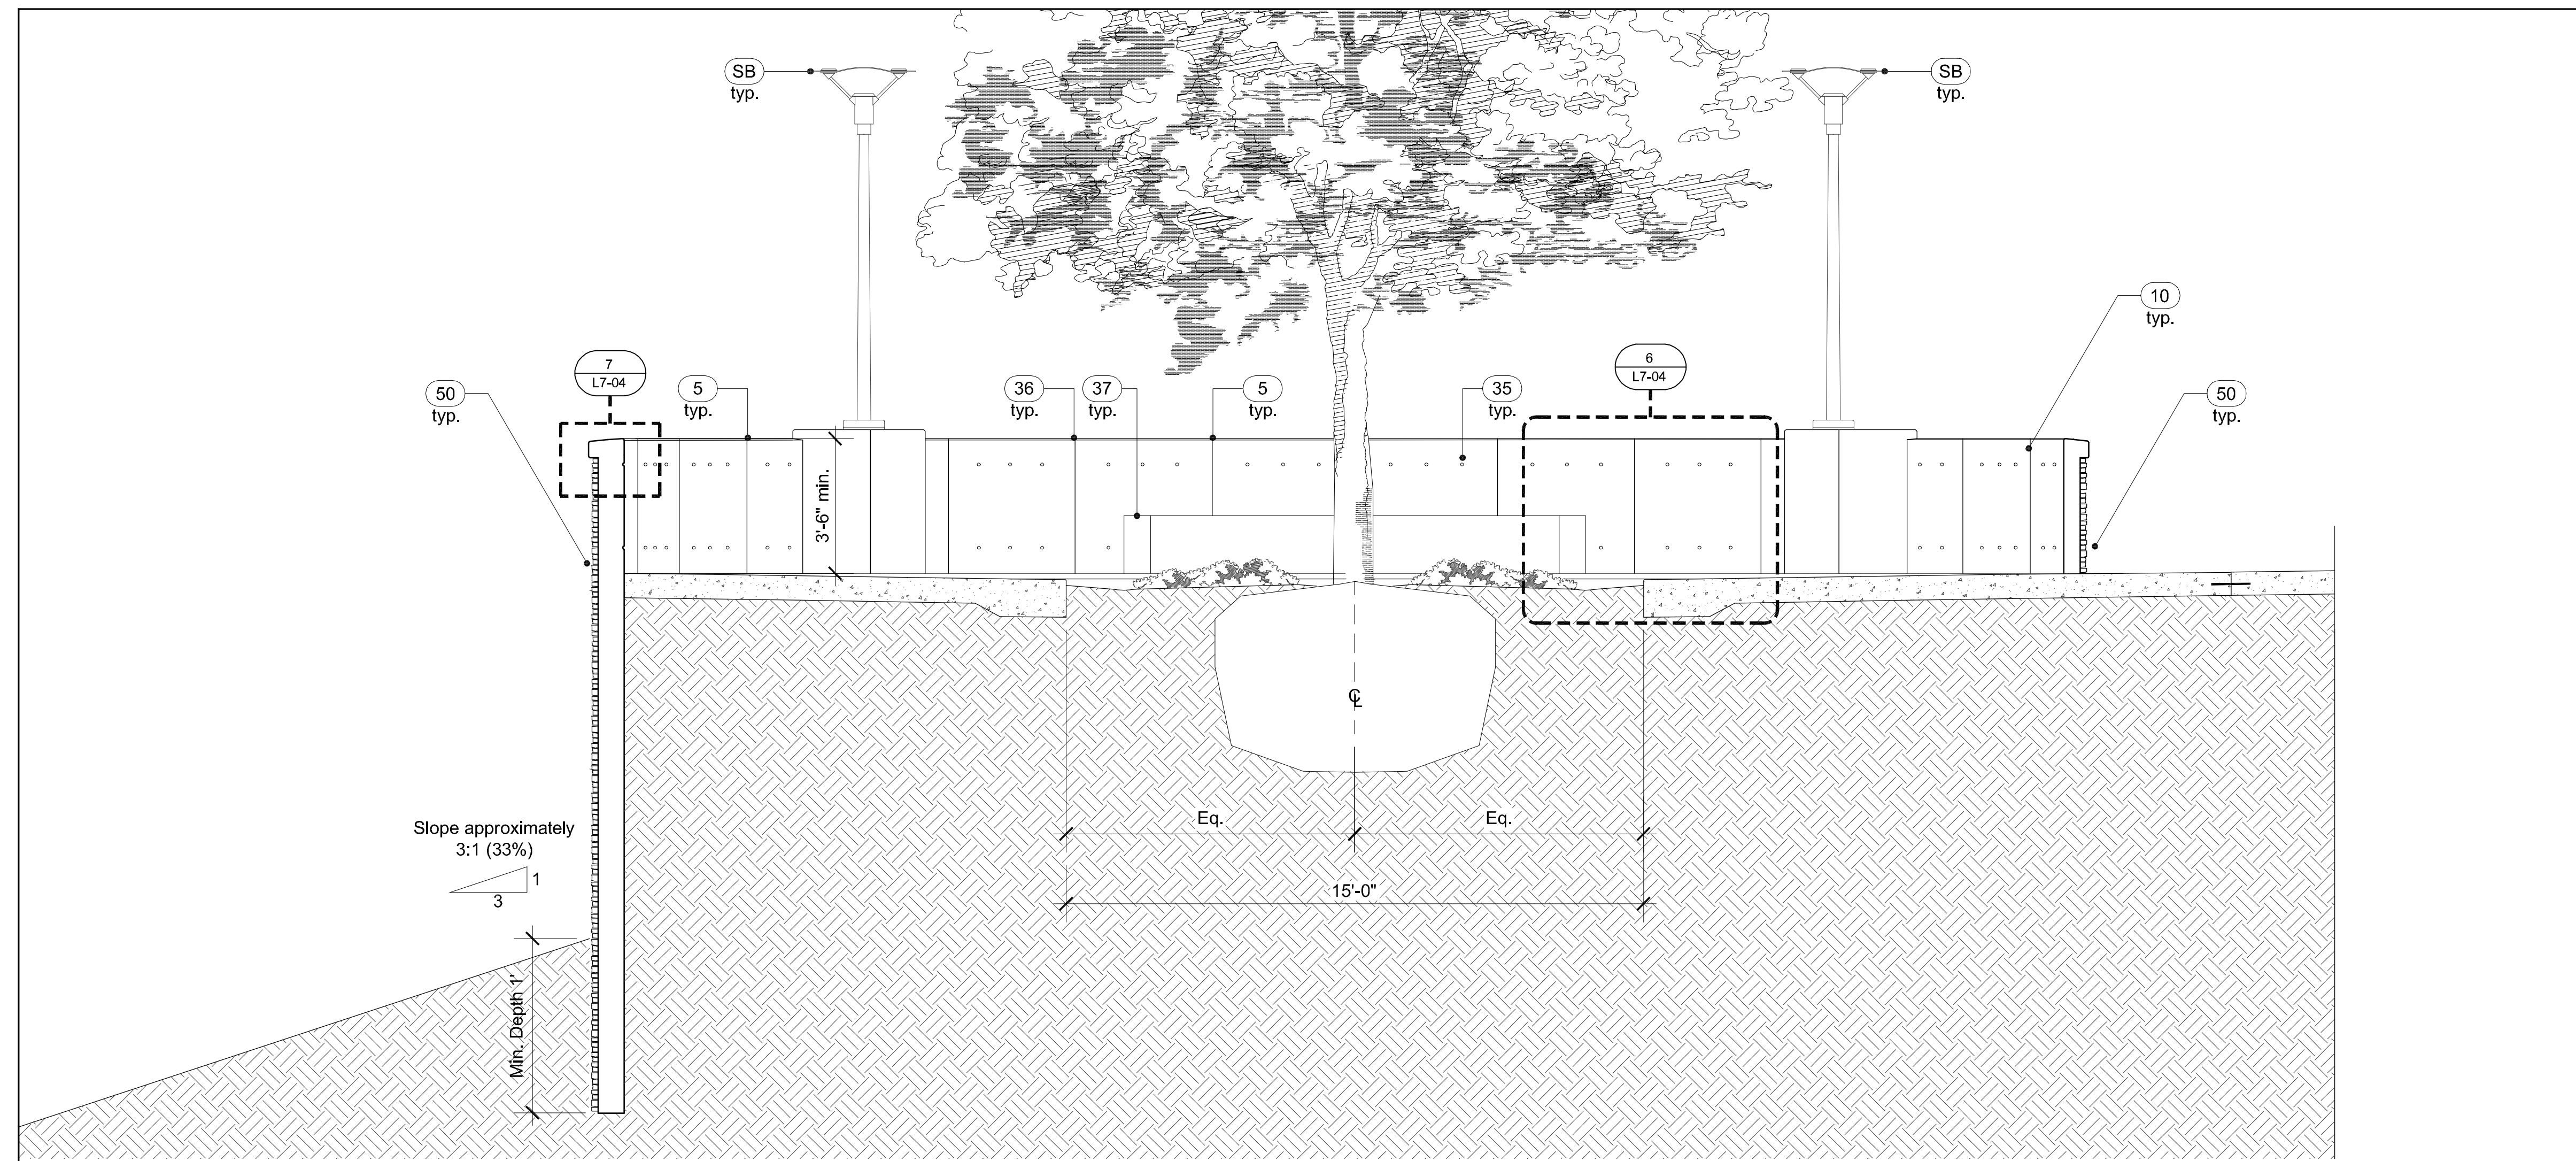 SB
typ.
SB
typ.
10
typ.
7
L7-04
6
L7-04
50
typ.
5
typ.
36
typ.
37
typ.
5
typ.
35
typ.
50
typ.
3'-6" min.
℄
Eq.
Eq.
Slope approximately
3:1 (33%)
1
3
15'-0"
Min. Depth 1'